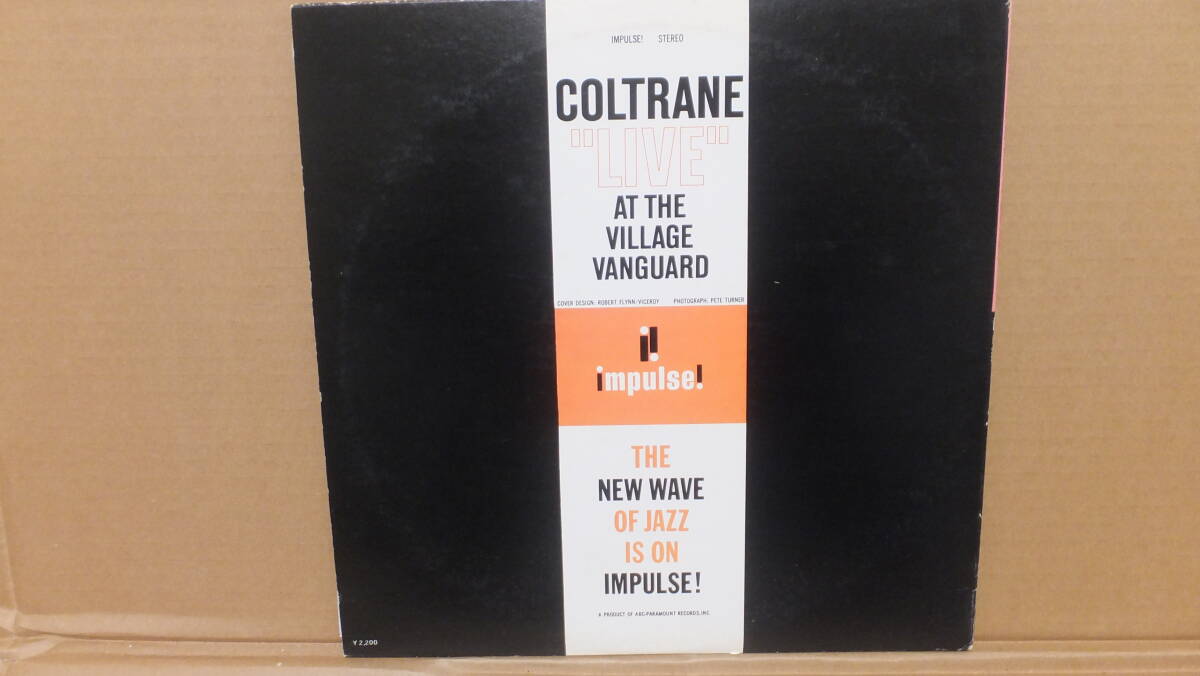 IMPULSE! STEREO
COLTRANE
"LIVE"
AT THE
VILLAGE
VANGUARD
COVER DESIGN: ROBERT FLYNN/VICEROY PHOTOGRAPH: PETE TURNER
i!
impulse!
THE
NEW WAVE
OF JAZZ
IS ON
IMPULSE!
A PRODUCT OF ABC-PARAMOUNT RECORDS, INC.
¥2,200